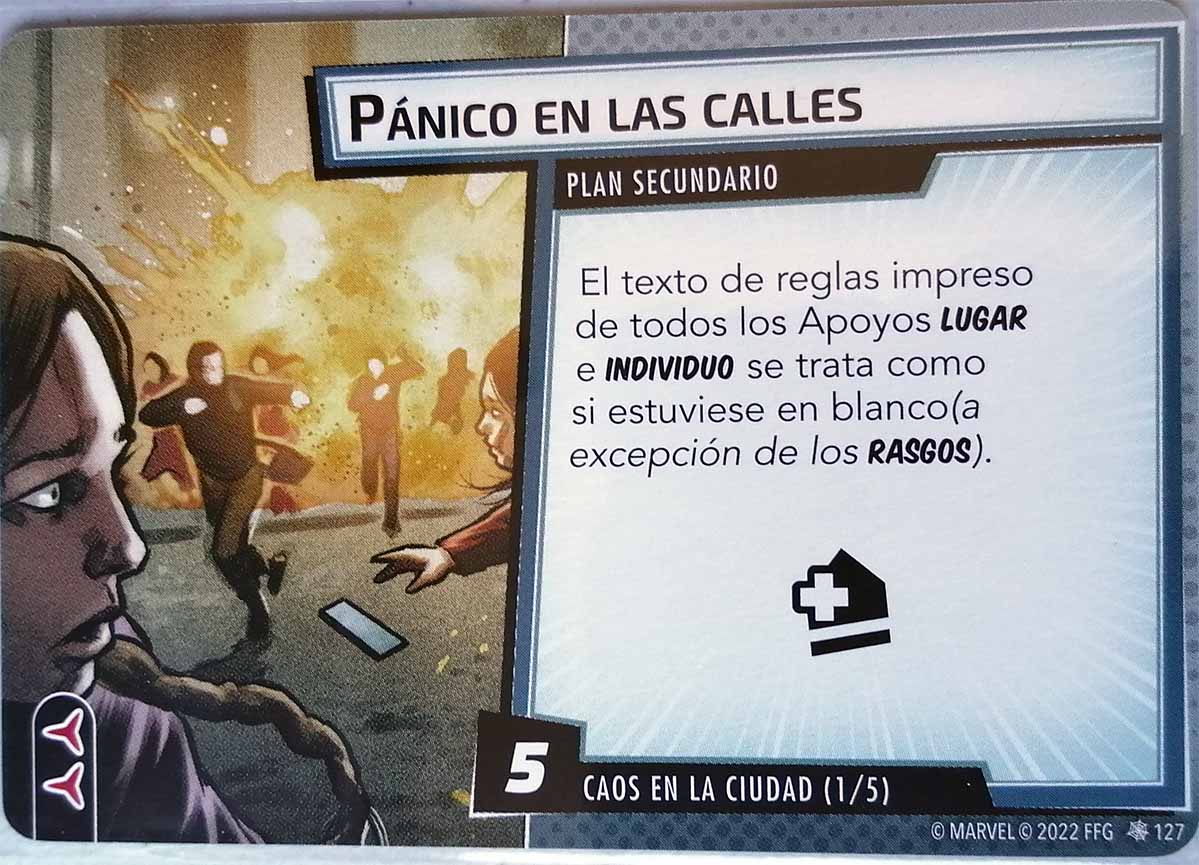 PÁNICO EN LAS CALLES
PLAN SECUNDARIO
El texto de reglas impreso
de todos los Apoyos LUGAR
e INDIVIDUO se trata como
si estuviese en blanco(a
excepción de los RASGOS).
5
CAOS EN LA CIUDAD (1/5)
© MARVEL © 2022 FFG 127